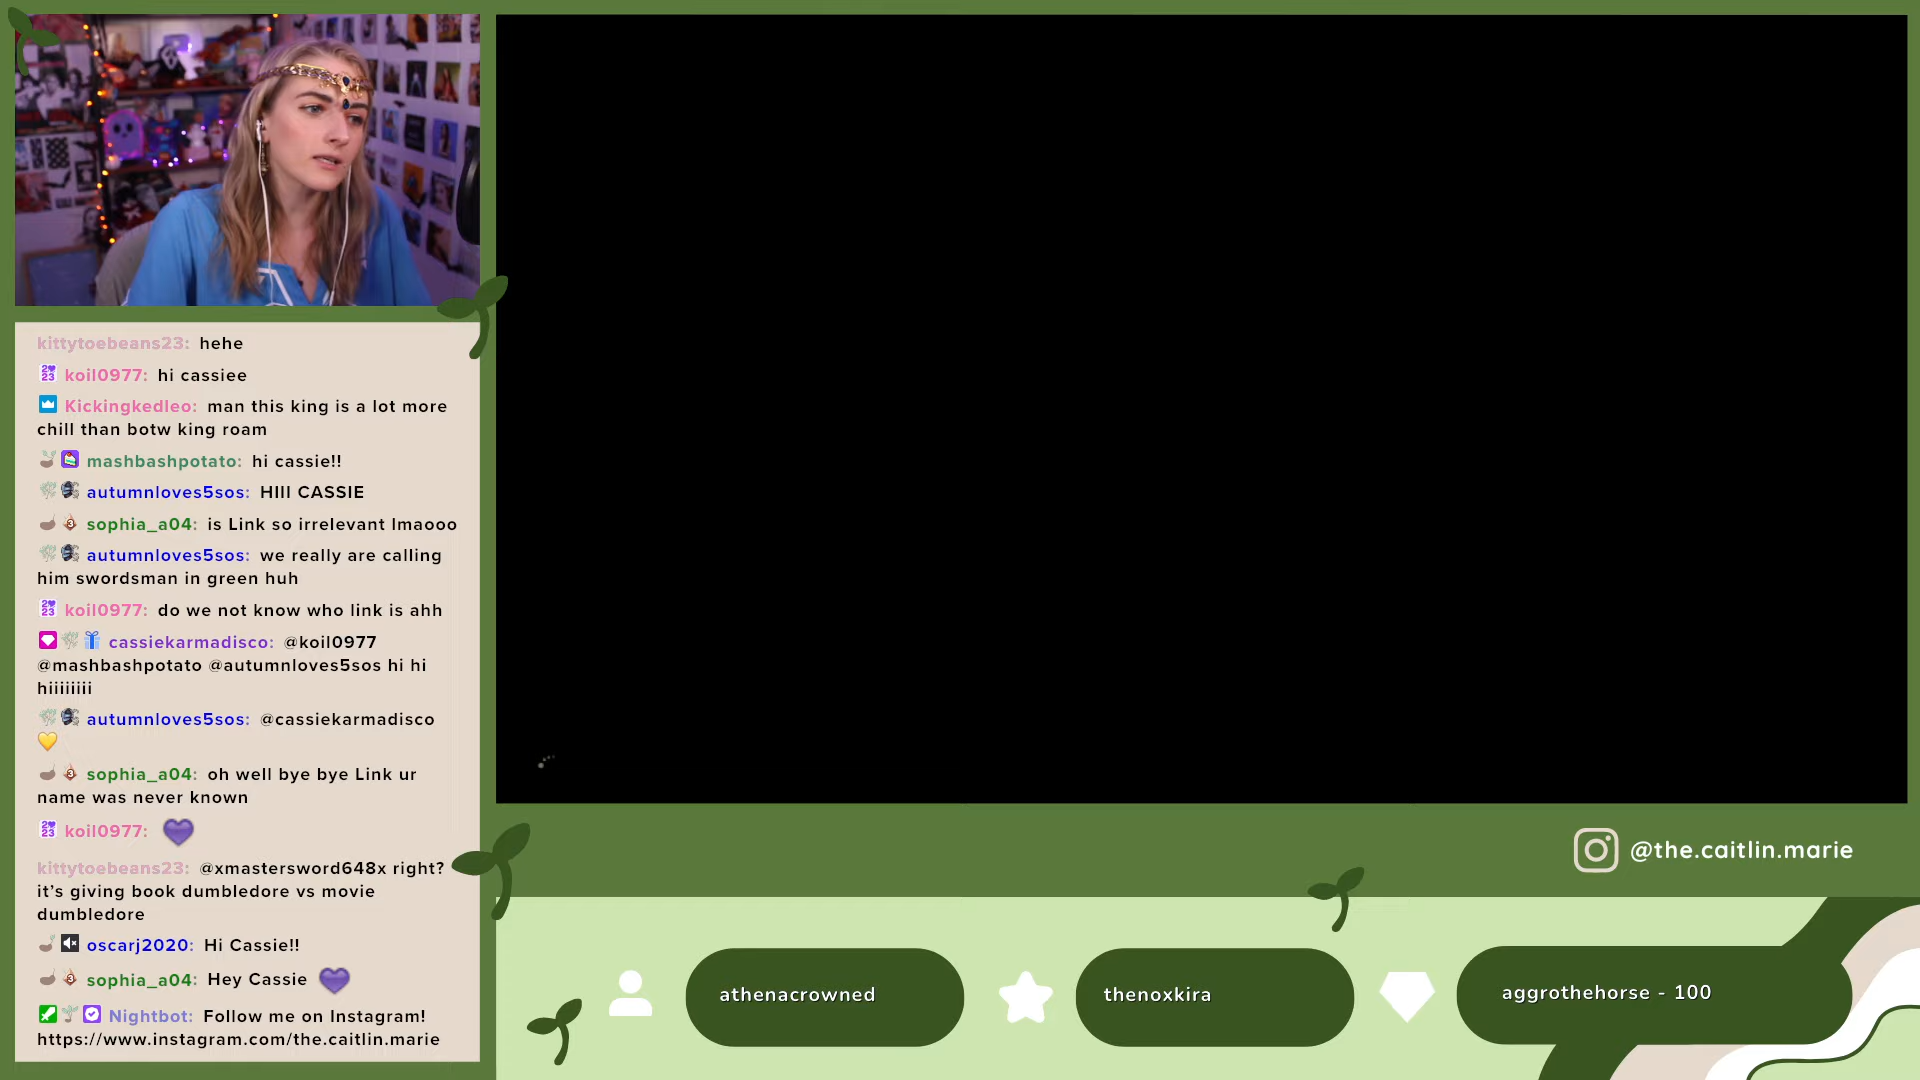 kittytoebeans23: hehe
koil0977: hi cassiee
Kickingkedleo: man this king is a lot more
chill than botw king roam
mashbashpotato: hi cassie!!
autumnloves5sos: HIII CASSIE
sophia_a04: is Link so irrelevant lmaooo
autumnloves5sos: we really are calling
him swordsman in green huh
koil0977: do we not know who link is ahh
cassiekarmadisco: @koil0977
@mashbashpotato @autumnloves5sos hi hi
hiiiiiiii
autumnloves5sos: @cassiekarmadisco
💛
sophia_a04: oh well bye bye Link ur
name was never known
koil0977: 💜
kittytoebeans23: @xmastersword648x right?
it’s giving book dumbledore vs movie
dumbledore
oscarj2020: Hi Cassie!!
sophia_a04: Hey Cassie 💜
Nightbot: Follow me on Instagram!
https://www.instagram.com/the.caitlin.marie
@the.caitlin.marie
athenacrowned
thenoxkira
aggrothehorse - 100